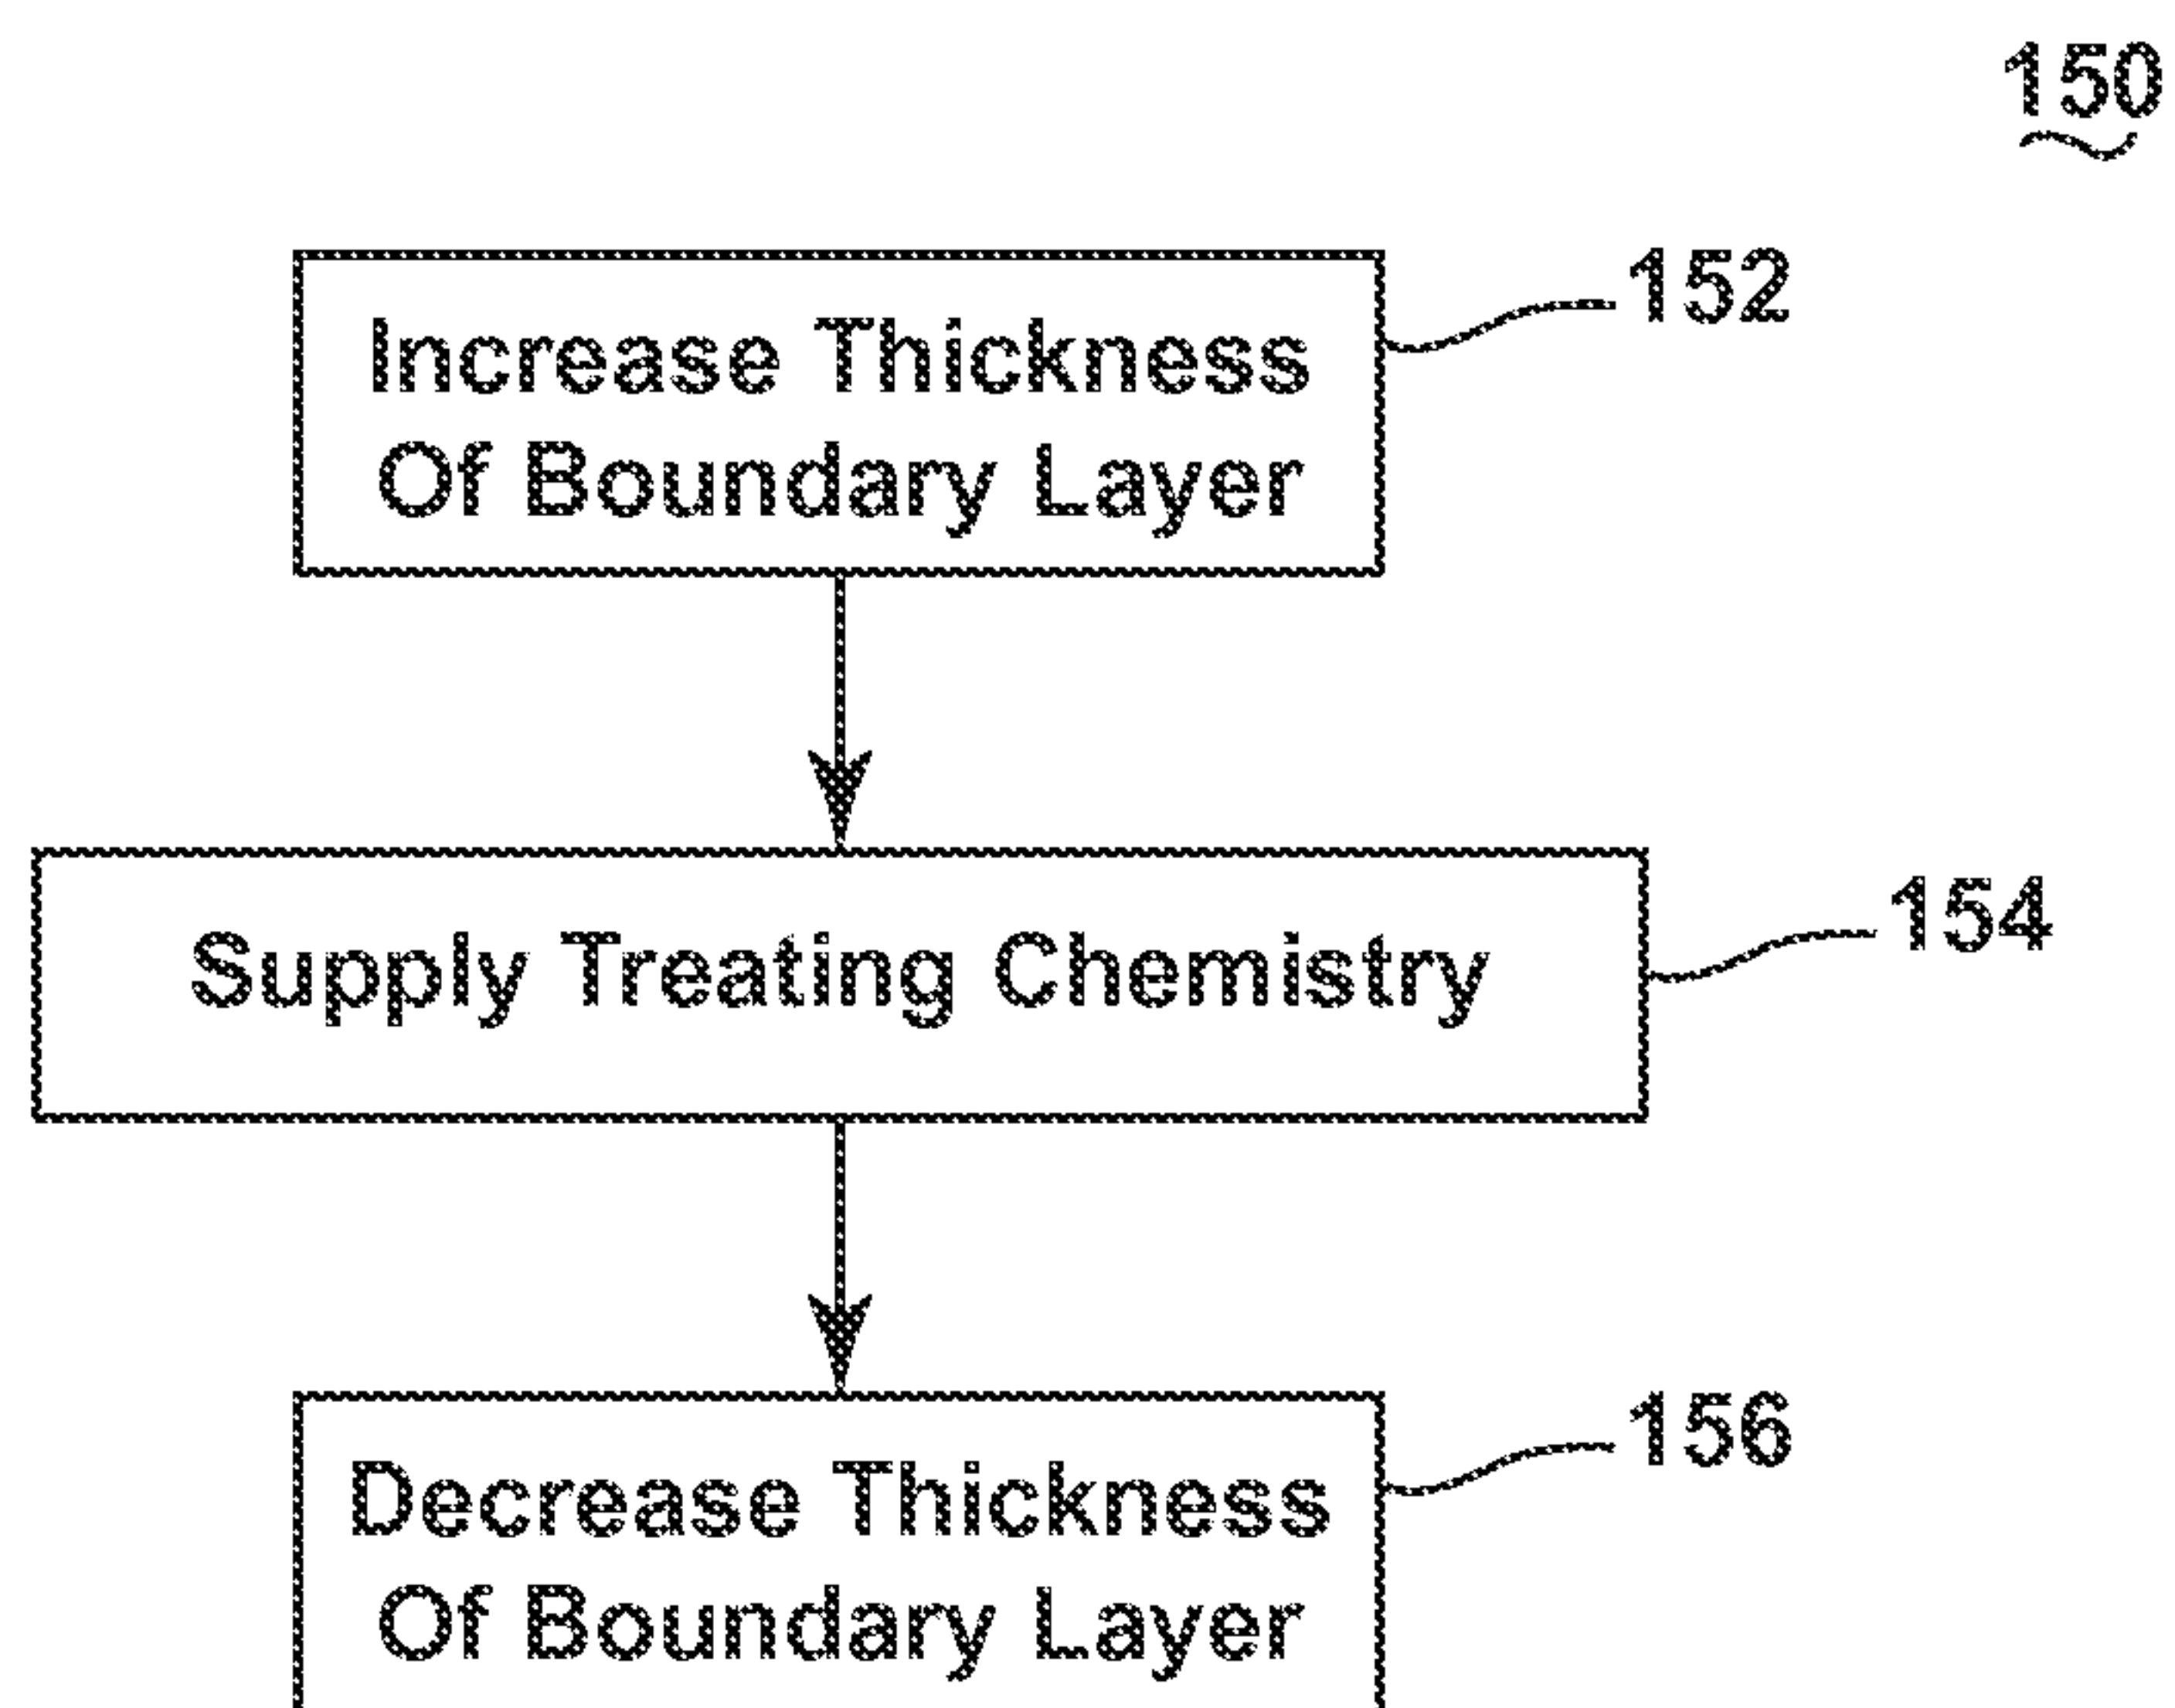 150
Increase Thickness
Of Boundary Layer
152
Supply Treating Chemistry
154
Decrease Thickness
Of Boundary Layer
156